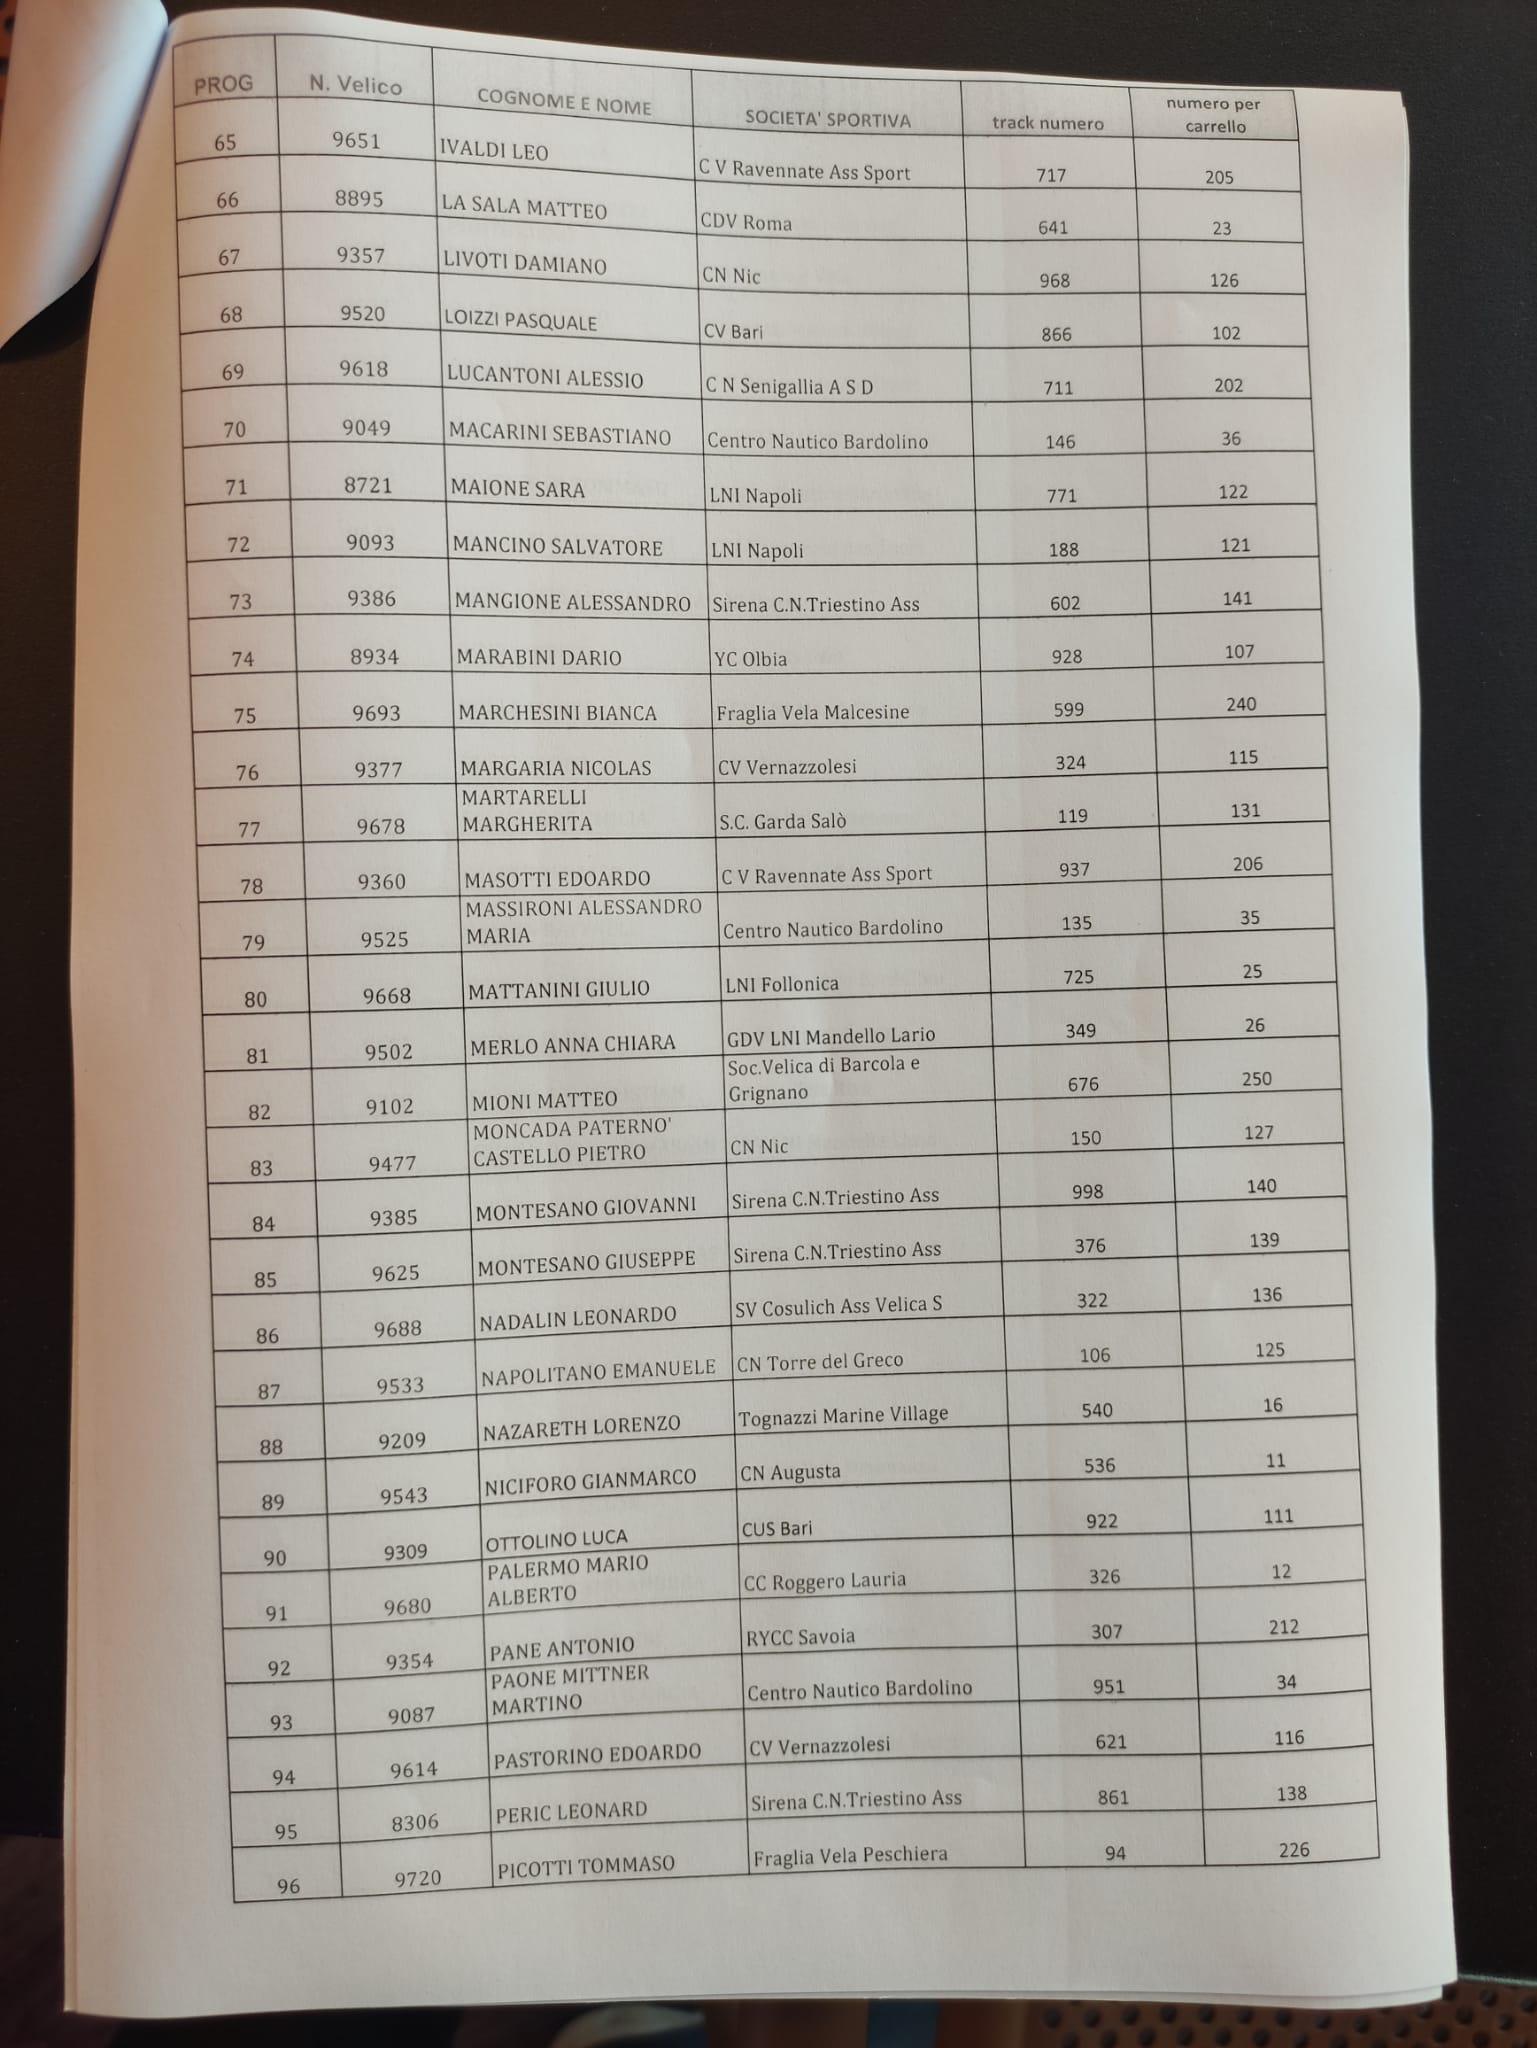 PROG N. Velico COGNOME E NOME SOCIETA' SPORTIVA track numero numero per carrello
65 9651 IVALDI LEO C V Ravennate Ass Sport 717 205
66 8895 LA SALA MATTEO CDV Roma 641 23
67 9357 LIVOTI DAMIANO CN Nic 968 126
68 9520 LOIZZI PASQUALE CV Bari 866 102
69 9618 LUCANTONI ALESSIO C N Senigallia A S D 711 202
70 9049 MACARINI SEBASTIANO Centro Nautico Bardolino 146 36
71 8721 MAIONE SARA LNI Napoli 771 122
72 9093 MANCINO SALVATORE LNI Napoli 188 121
73 9386 MANGIONE ALESSANDRO Sirena C.N.Triestino Ass 602 141
74 8934 MARABINI DARIO YC Olbia 928 107
75 9693 MARCHESINI BIANCA Fraglia Vela Malcesine 599 240
76 9377 MARGARIA NICOLAS CV Vernazzolesi 324 115
77 9678 MARTARELLI MARGHERITA S.C. Garda Salò 119 131
78 9360 MASOTTI EDOARDO C V Ravennate Ass Sport 937 206
79 9525 MASSIRONI ALESSANDRO MARIA Centro Nautico Bardolino 135 35
80 9668 MATTANINI GIULIO LNI Follonica 725 25
81 9502 MERLO ANNA CHIARA GDV LNI Mandello Lario 349 26
82 9102 MIONI MATTEO Soc.Velica di Barcola e Grignano 676 250
83 9477 MONCADA PATERNO' CASTELLO PIETRO CN Nic 150 127
84 9385 MONTESANO GIOVANNI Sirena C.N.Triestino Ass 998 140
85 9625 MONTESANO GIUSEPPE Sirena C.N.Triestino Ass 376 139
86 9688 NADALIN LEONARDO SV Cosulich Ass Velica S 322 136
87 9533 NAPOLITANO EMANUELE CN Torre del Greco 106 125
88 9209 NAZARETH LORENZO Tognazzi Marine Village 540 16
89 9543 NICIFORO GIANMARCO CN Augusta 536 11
90 9309 OTTOLINO LUCA CUS Bari 922 111
91 9680 PALERMO MARIO ALBERTO CC Roggero Lauria 326 12
92 9354 PANE ANTONIO RYCC Savoia 307 212
93 9087 PAONE MITTNER MARTINO Centro Nautico Bardolino 951 34
94 9614 PASTORINO EDOARDO CV Vernazzolesi 621 116
95 8306 PERIC LEONARD Sirena C.N.Triestino Ass 861 138
96 9720 PICOTTI TOMMASO Fraglia Vela Peschiera 94 226